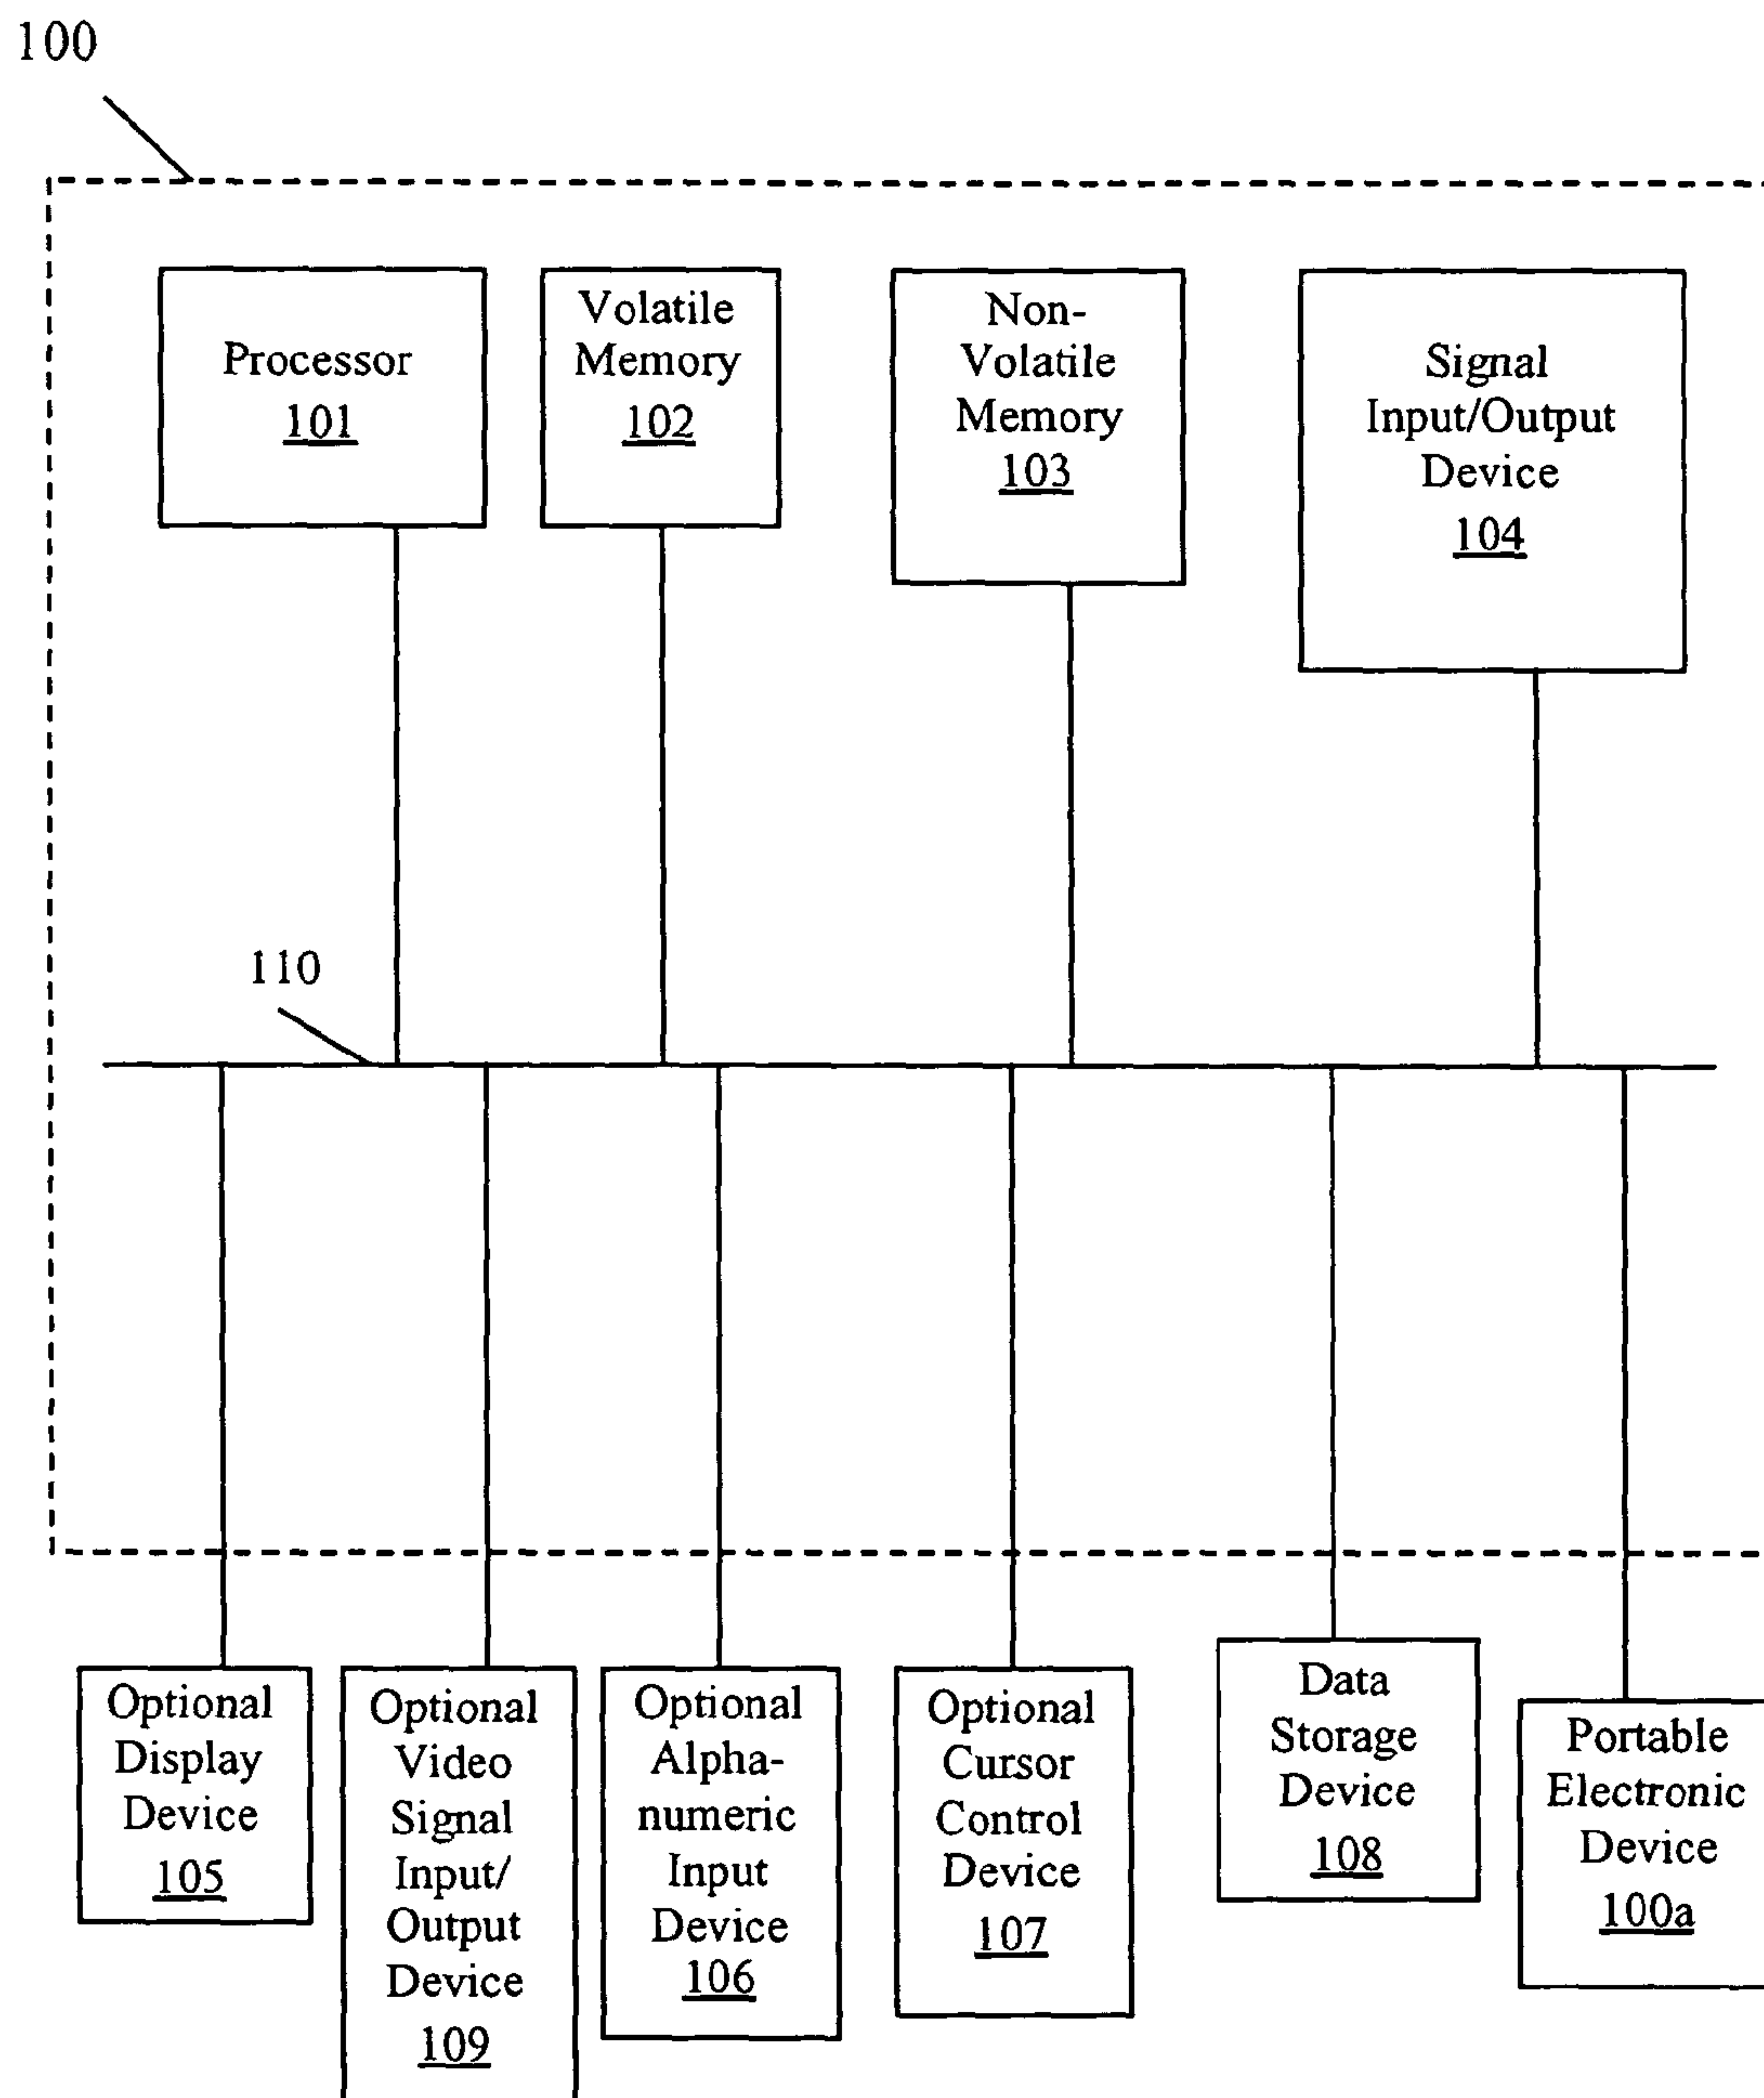 100
Processor
101
Volatile
Memory
102
Non-
Volatile
Memory
103
Signal
Input/Output
Device
104
110
Optional
Display
Device
105
Optional
Video
Signal
Input/
Output
Device
109
Optional
Alpha-
numeric
Input
Device
106
Optional
Cursor
Control
Device
107
Data
Storage
Device
108
Portable
Electronic
Device
100a